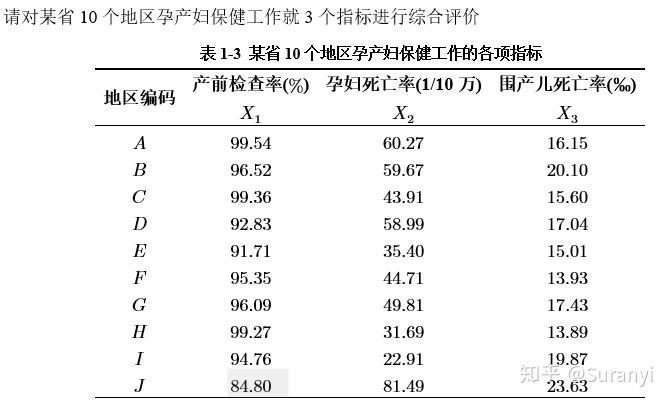 请对某省 10 个地区孕产妇保健工作就 3 个指标进行综合评价
表 1-3 某省 10 个地区孕产妇保健工作的各项指标
地区编码 产前检查率(%) 孕妇死亡率(1/10 万) 围产儿死亡率(‰)
X₁ X₂ X₃
A 99.54 60.27 16.15
B 96.52 59.67 20.10
C 99.36 43.91 15.60
D 92.83 58.99 17.04
E 91.71 35.40 15.01
F 95.35 44.71 13.93
G 96.09 49.81 17.43
H 99.27 31.69 13.89
I 94.76 22.91 19.87
J 84.80 81.49 23.63
知乎 @Suranyi